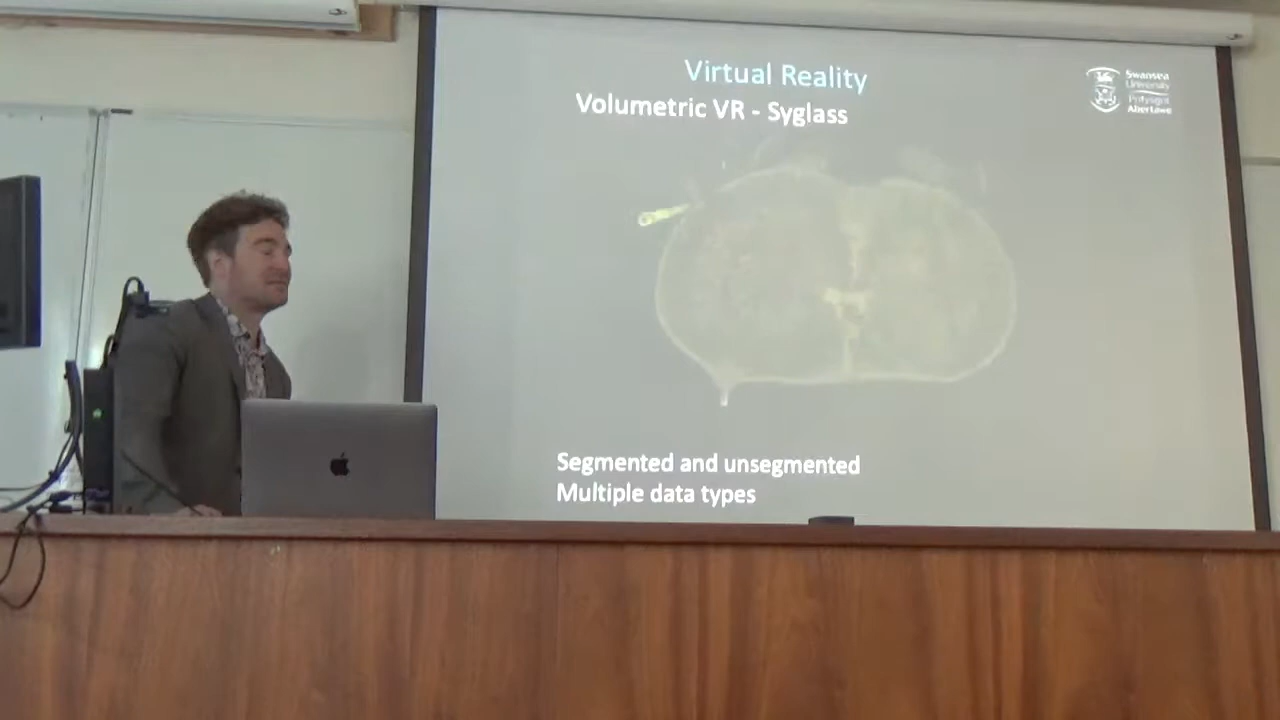 Virtual Reality
Volumetric VR - Syglass
Swansea
University
Prifysgol
Abertawe
Segmented and unsegmented
Multiple data types